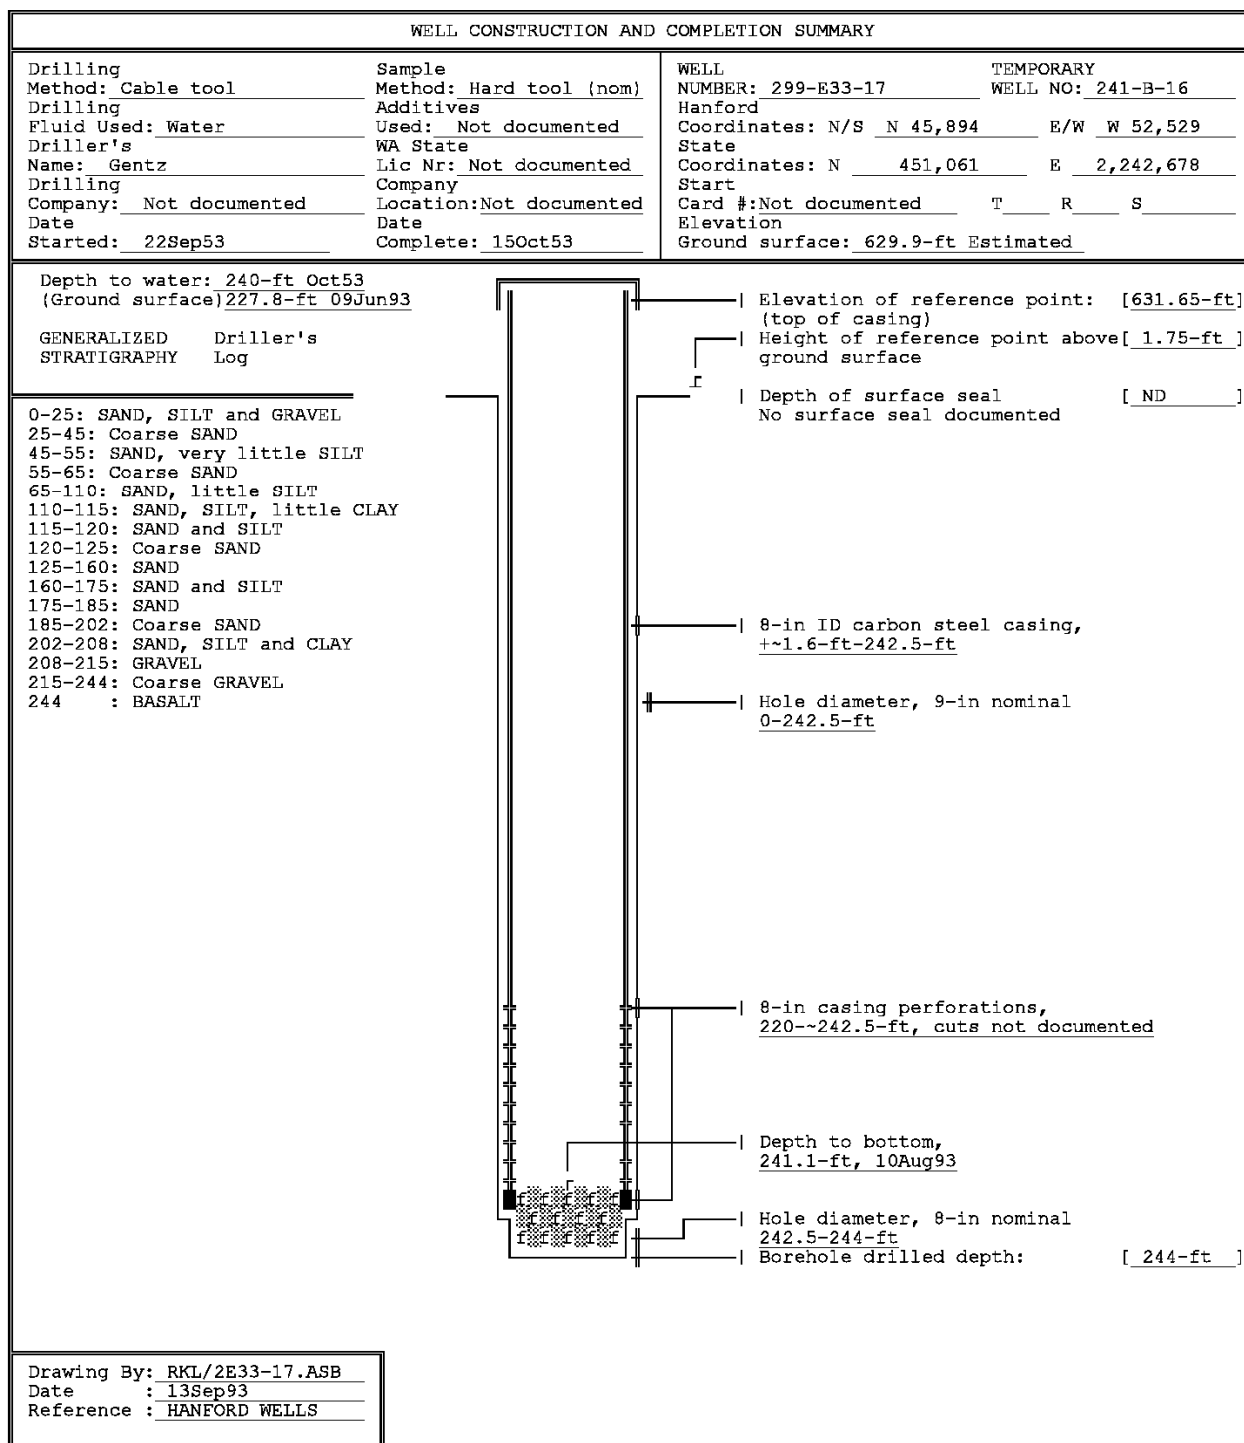 WELL CONSTRUCTION AND COMPLETION SUMMARY
Drilling
Method: Cable tool
Drilling
Fluid Used: Water
Driller's
Name: Gentz
Drilling
Company: Not documented
Date
Started: 22Sep53
Sample
Method: Hard tool (nom)
Additives
Used: Not documented
WA State
Lic Nr: Not documented
Company
Location: Not documented
Date
Complete: 15Oct53
WELL TEMPORARY
NUMBER: 299-E33-17 WELL NO: 241-B-16
Hanford
Coordinates: N/S N 45,894 E/W W 52,529
State
Coordinates: N 451,061 E 2,242,678
Start
Card #: Not documented T R S
Elevation
Ground surface: 629.9-ft Estimated
Depth to water: 240-ft Oct53
(Ground surface) 227.8-ft 09Jun93
GENERALIZED Driller's
STRATIGRAPHY Log
0-25: SAND, SILT and GRAVEL
25-45: Coarse SAND
45-55: SAND, very little SILT
55-65: Coarse SAND
65-110: SAND, little SILT
110-115: SAND, SILT, little CLAY
115-120: SAND and SILT
120-125: Coarse SAND
125-160: SAND
160-175: SAND and SILT
175-185: SAND
185-202: Coarse SAND
202-208: SAND, SILT and CLAY
208-215: GRAVEL
215-244: Coarse GRAVEL
244 : BASALT
Elevation of reference point: [631.65-ft]
(top of casing)
Height of reference point above [ 1.75-ft ]
ground surface
Depth of surface seal [ ND ]
No surface seal documented
8-in ID carbon steel casing,
+~1.6-ft-242.5-ft
Hole diameter, 9-in nominal
0-242.5-ft
8-in casing perforations,
220-~242.5-ft, cuts not documented
Depth to bottom,
241.1-ft, 10Aug93
f f f f f
f f f f
f f f f f
Hole diameter, 8-in nominal
242.5-244-ft
Borehole drilled depth: [ 244-ft ]
Drawing By: RKL/2E33-17.ASB
Date : 13Sep93
Reference : HANFORD WELLS